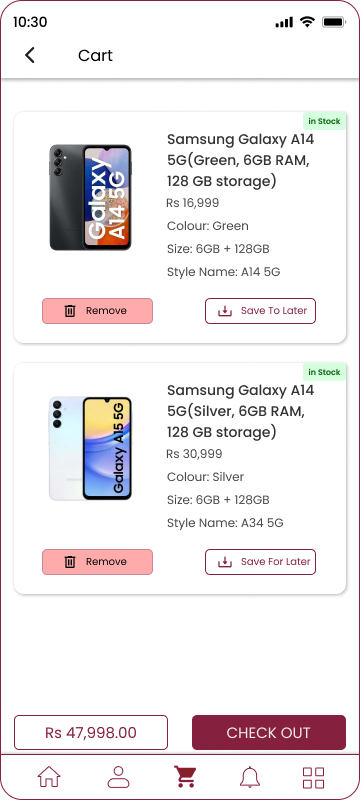 10:30
Cart
in Stock
Samsung Galaxy A14
5G(Green, 6GB RAM,
128 GB storage)
Rs 16,999
Colour: Green
Size: 6GB + 128GB
Style Name: A14 5G
Galaxy
A14 5G
Remove
Save To Later
in Stock
Samsung Galaxy A14
5G(Silver, 6GB RAM,
128 GB storage)
Rs 30,999
Colour: Silver
Size: 6GB + 128GB
Style Name: A34 5G
Galaxy A15 5G
Remove
Save For Later
Rs 47,998.00
CHECK OUT